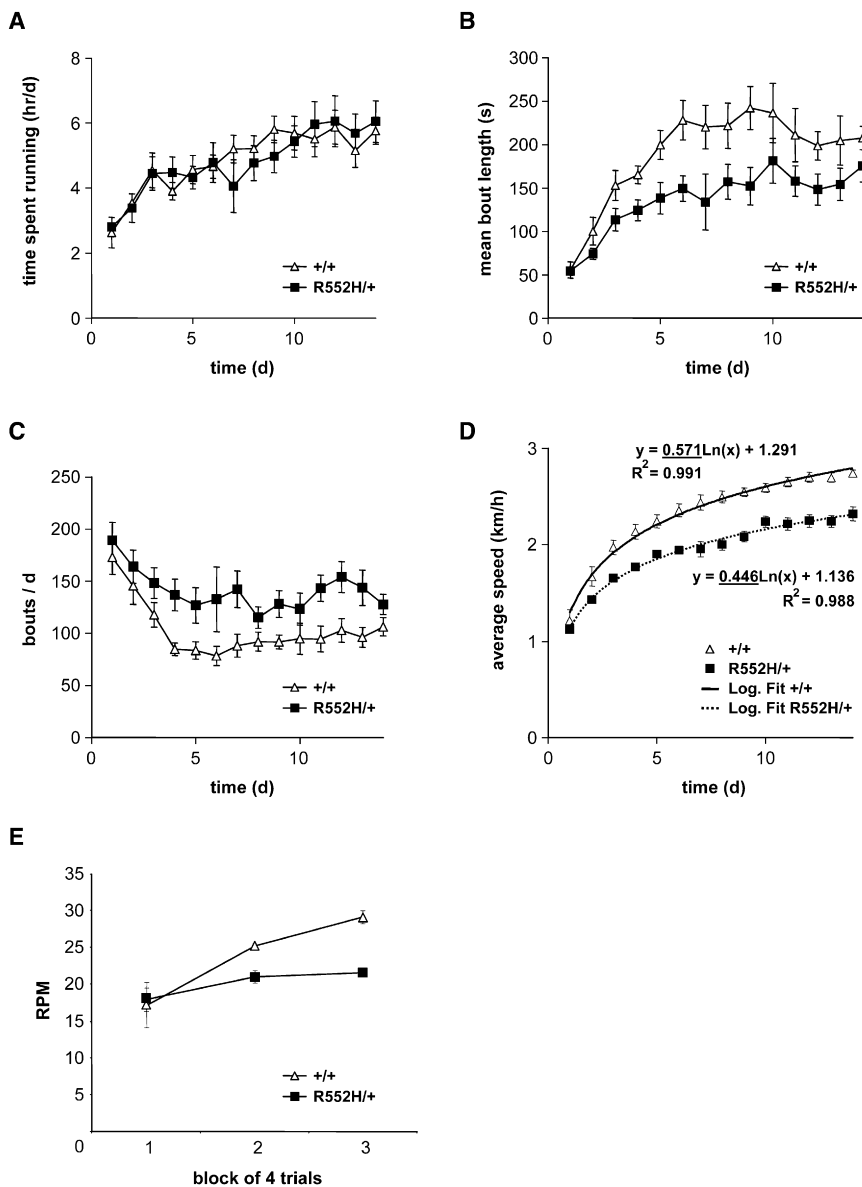 A
time spent running (hr/d)
8
6
4
2
0
+/+
R552H/+
0 5 10
time (d)
B
mean bout length (s)
300
250
200
150
100
50
0
+/+
R552H/+
0 5 10
time (d)
C
bouts / d
250
200
150
100
50
0
+/+
R552H/+
0 5 10
time (d)
D
average speed (km/h)
3
2
1
0
y = 0.571Ln(x) + 1.291
R2 = 0.991
y = 0.446Ln(x) + 1.136
R2 = 0.988
+/+
R552H/+
Log. Fit +/+
Log. Fit R552H/+
0 5 10
time (d)
E
RPM
35
30
25
20
15
10
5
0
+/+
R552H/+
1 2 3
block of 4 trials